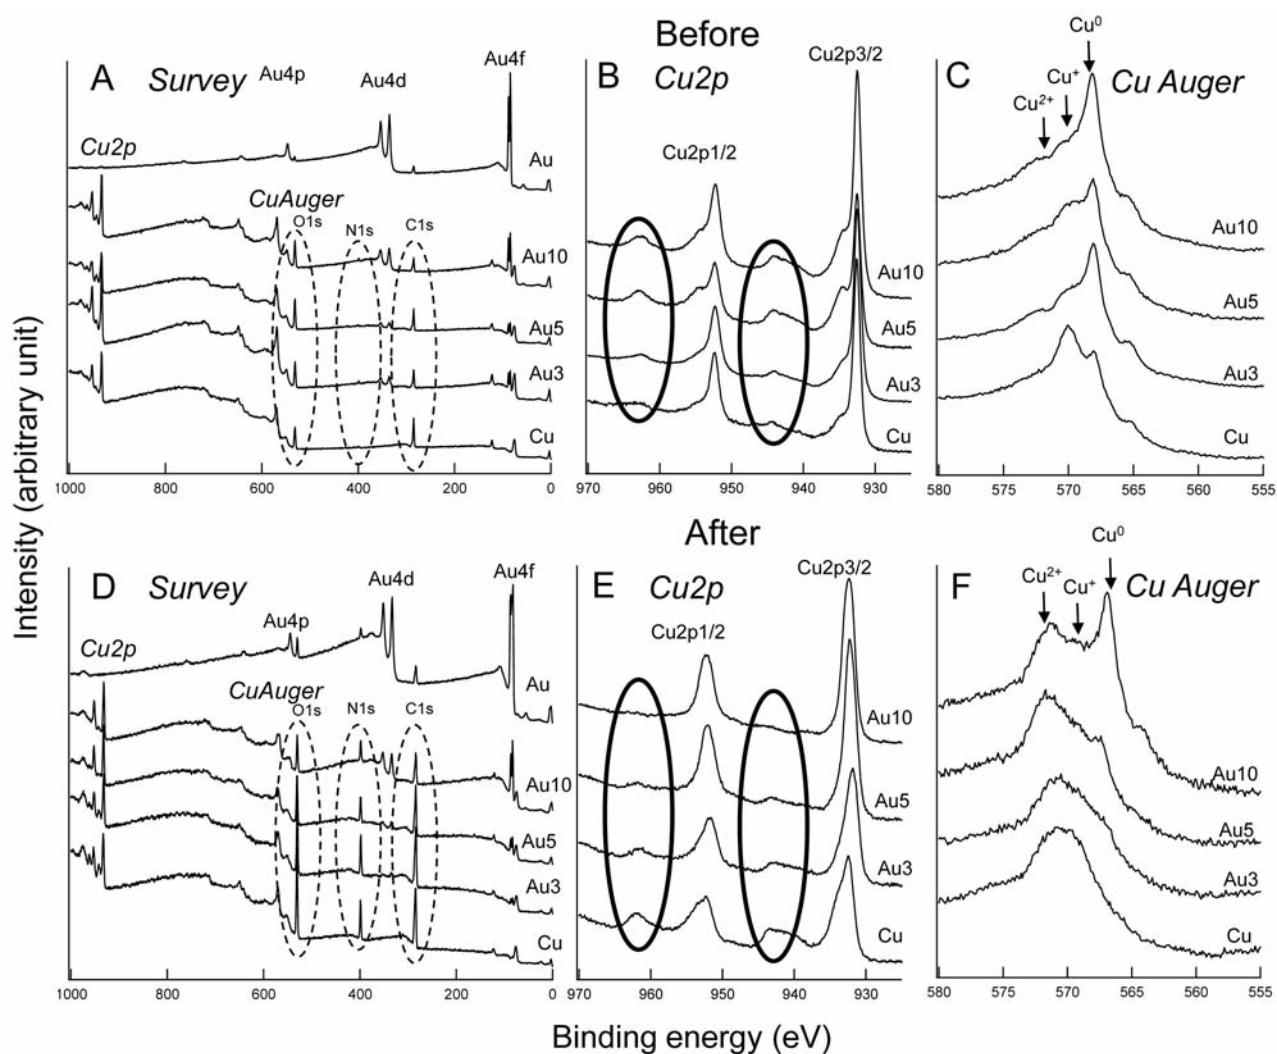 Before
A Survey Au4p Au4d Au4f
Cu2p
Au
CuAuger
O1s N1s C1s
Au10
Au5
Au3
Cu
1000 800 600 400 200 0
B Cu2p Cu2p3/2
Cu2p1/2
Au10
Au5
Au3
Cu
970 960 950 940 930
C Cu Auger
Cu⁰
Cu⁺
Cu²⁺
Au10
Au5
Au3
Cu
580 575 570 565 560 555
Intensity (arbitrary unit)
After
D Survey Au4p Au4d Au4f
Cu2p
Au
CuAuger
O1s N1s C1s
Au10
Au5
Au3
Cu
1000 800 600 400 200 0
E Cu2p Cu2p3/2
Cu2p1/2
Au10
Au5
Au3
Cu
970 960 950 940 930
F Cu Auger
Cu⁰
Cu²⁺ Cu⁺
Au10
Au5
Au3
Cu
580 575 570 565 560 555
Binding energy (eV)